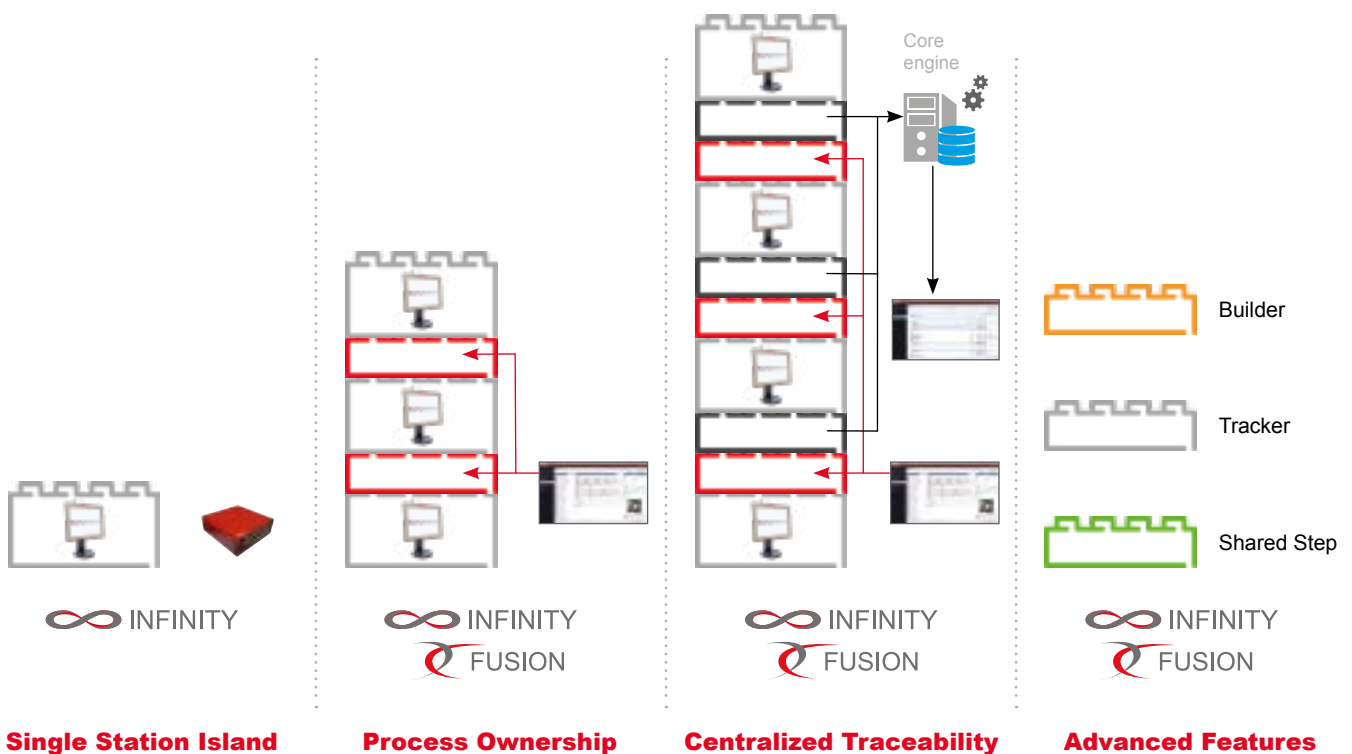 Core
engine
Builder
Tracker
Shared Step
INFINITY
INFINITY
FUSION
INFINITY
FUSION
INFINITY
FUSION
Single Station Island
Process Ownership
Centralized Traceability
Advanced Features